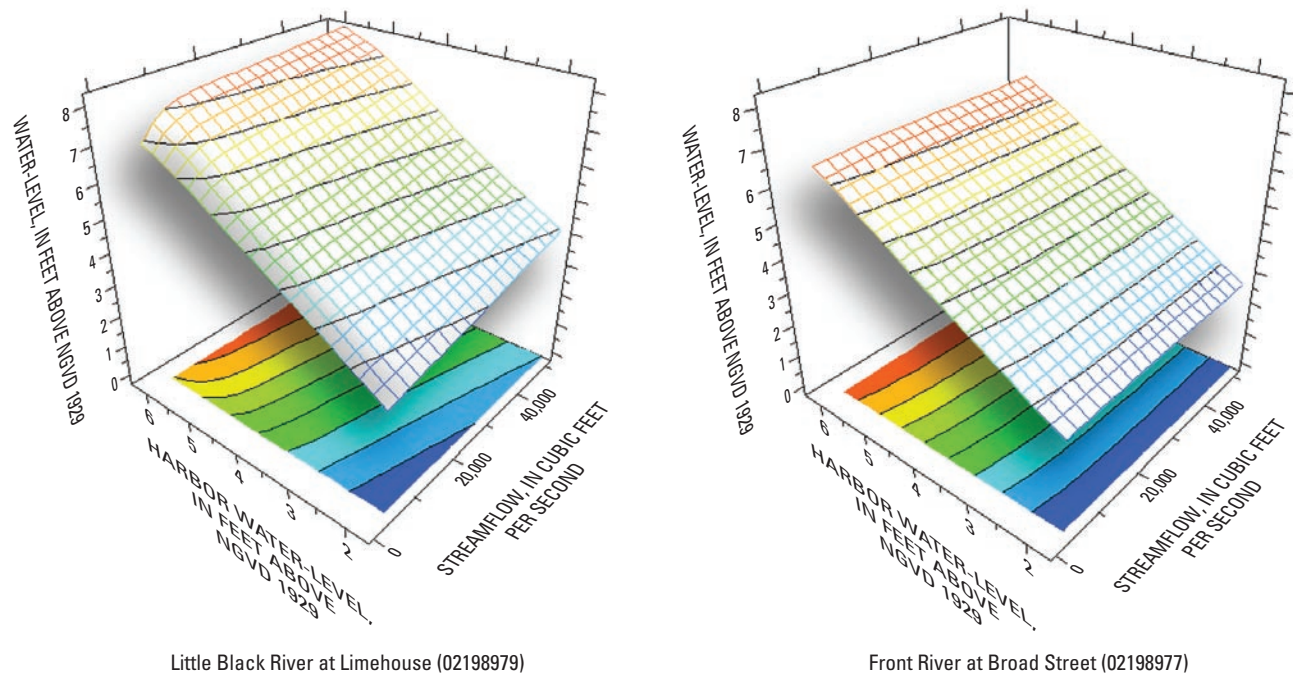 WATER-LEVEL, IN FEET ABOVE NGVD 1929
8
7
6
5
4
3
2
1
0
6
5
4
3
2
HARBOR WATER-LEVEL,
IN FEET ABOVE
NGVD 1929
0
20,000
40,000
STREAMFLOW, IN CUBIC FEET
PER SECOND
Little Black River at Limehouse (02198979)
WATER-LEVEL, IN FEET ABOVE NGVD 1929
8
7
6
5
4
3
2
1
0
6
5
4
3
2
HARBOR WATER-LEVEL,
IN FEET ABOVE
NGVD 1929
0
20,000
40,000
STREAMFLOW, IN CUBIC FEET
PER SECOND
Front River at Broad Street (02198977)